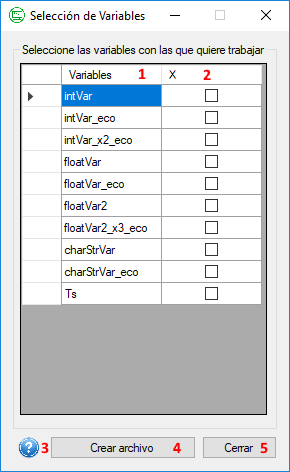 Selección de Variables
Seleccione las variables con las que quiere trabajar
Variables 1 X 2
intVar
intVar_eco
intVar_x2_eco
floatVar
floatVar_eco
floatVar2
floatVar2_x3_eco
charStrVar
charStrVar_eco
Ts
? 3 Crear archivo 4 Cerrar 5